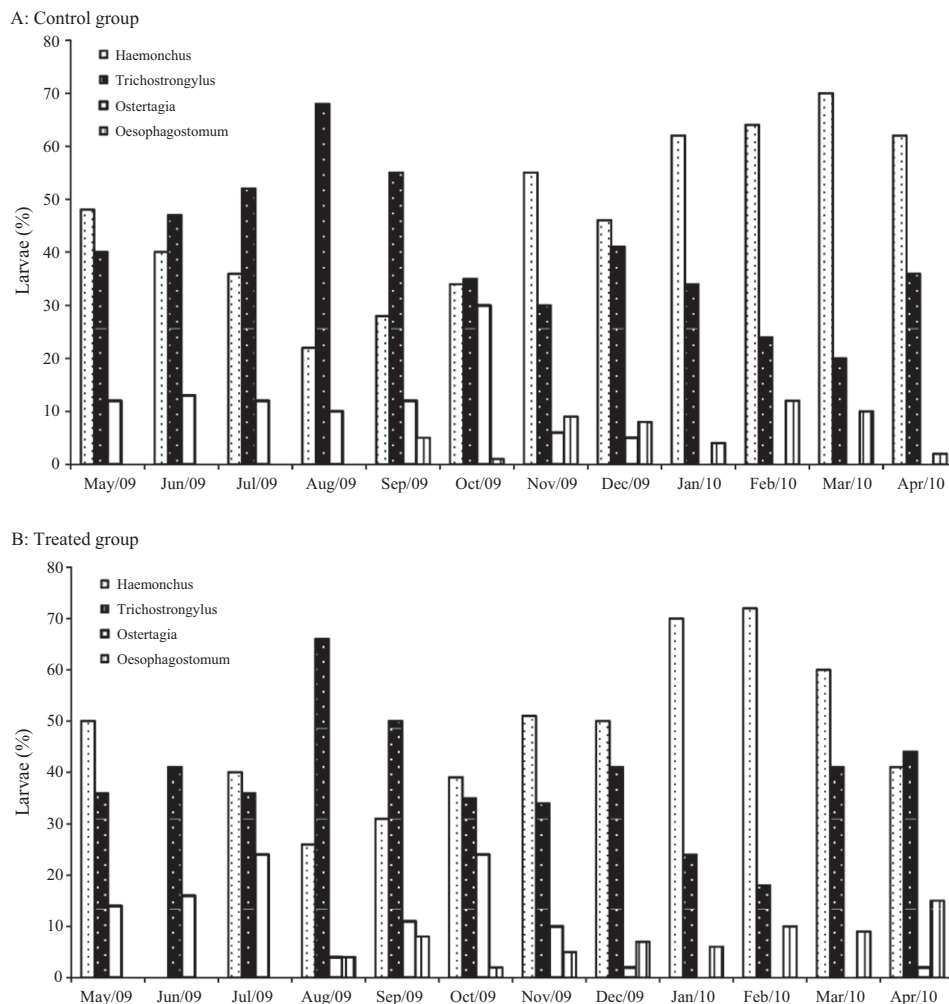 A: Control group
80
70
60
50
40
30
20
10
0
Larvae (%)
Haemonchus
Trichostrongylus
Ostertagia
Oesophagostomum
May/09 Jun/09 Jul/09 Aug/09 Sep/09 Oct/09 Nov/09 Dec/09 Jan/10 Feb/10 Mar/10 Apr/10
B: Treated group
80
70
60
50
40
30
20
10
0
Larvae (%)
Haemonchus
Trichostrongylus
Ostertagia
Oesophagostomum
May/09 Jun/09 Jul/09 Aug/09 Sep/09 Oct/09 Nov/09 Dec/09 Jan/10 Feb/10 Mar/10 Apr/10